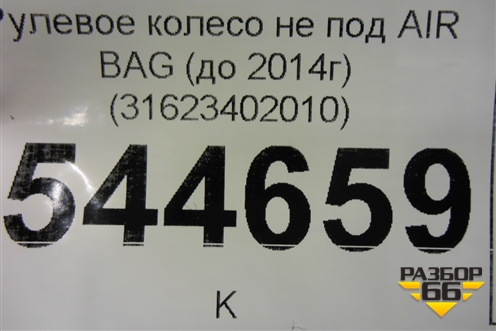 Рулевое колесо не под AIR
BAG (до 2014г)
(31623402010)
544659
К
РАЗБОР
66